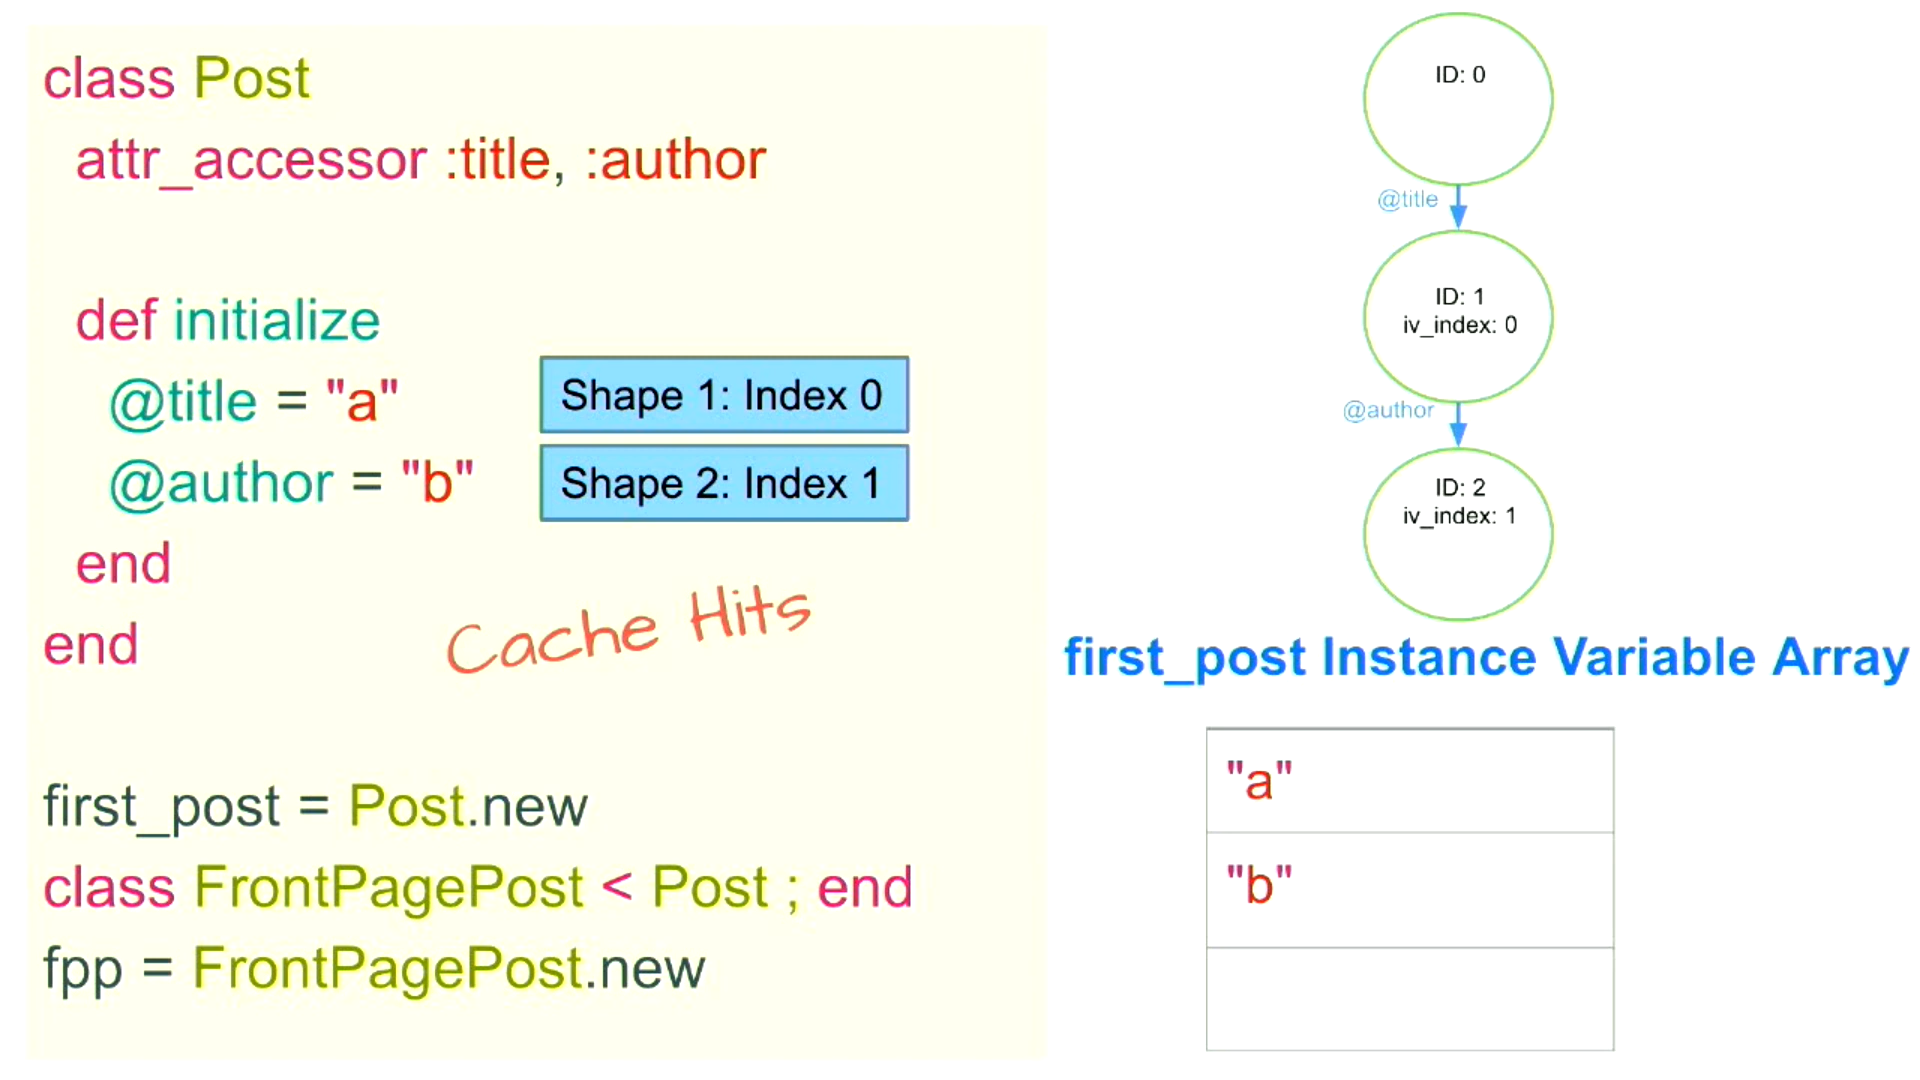 class Post
attr_accessor :title, :author
def initialize
@title = "a"
@author = "b"
end
end
Shape 1: Index 0
Shape 2: Index 1
Cache Hits
first_post = Post.new
class FrontPagePost < Post ; end
fpp = FrontPagePost.new
ID: 0
@title
ID: 1
iv_index: 0
@author
ID: 2
iv_index: 1
first_post Instance Variable Array
"a"
"b"